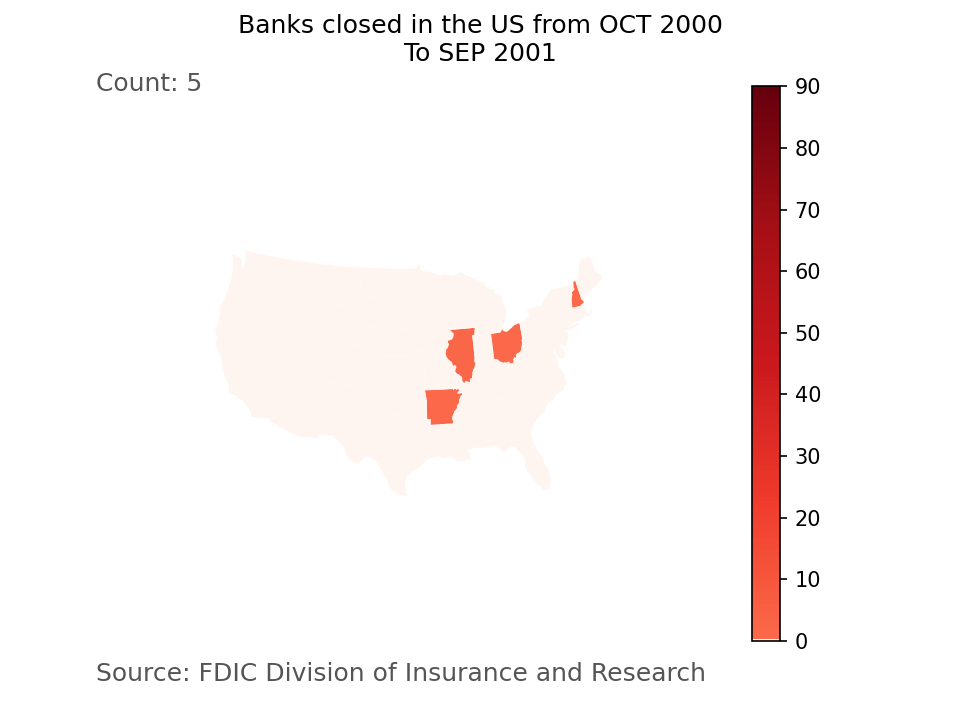 Banks closed in the US from OCT 2000
To SEP 2001
Count: 5
90
80
70
60
50
40
30
20
10
0
Source: FDIC Division of Insurance and Research